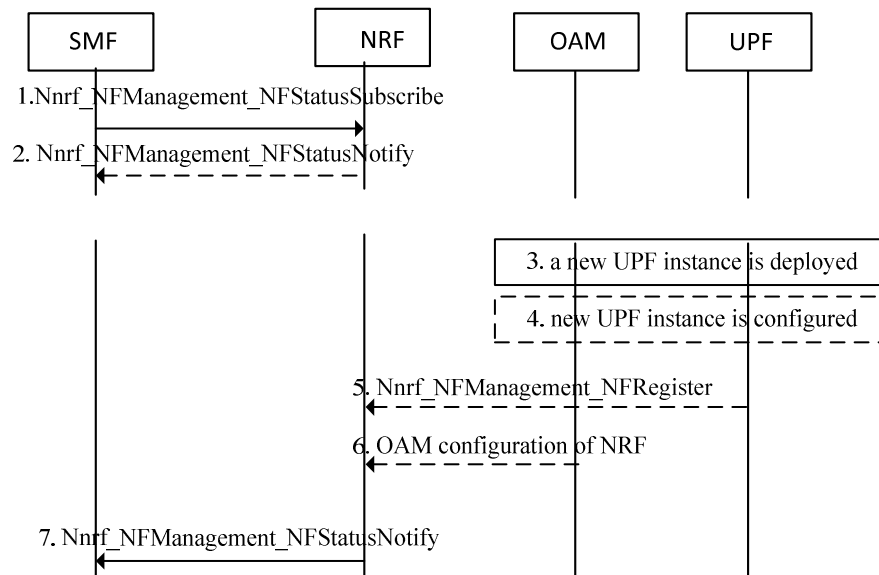 SMF
NRF
OAM
UPF
1.Nnrf_NFManagement_NFStatusSubscribe
2. Nnrf_NFManagement_NFStatusNotify
3. a new UPF instance is deployed
4. new UPF instance is configured
5. Nnrf_NFManagement_NFRegister
6. OAM configuration of NRF
7. Nnrf_NFManagement_NFStatusNotify